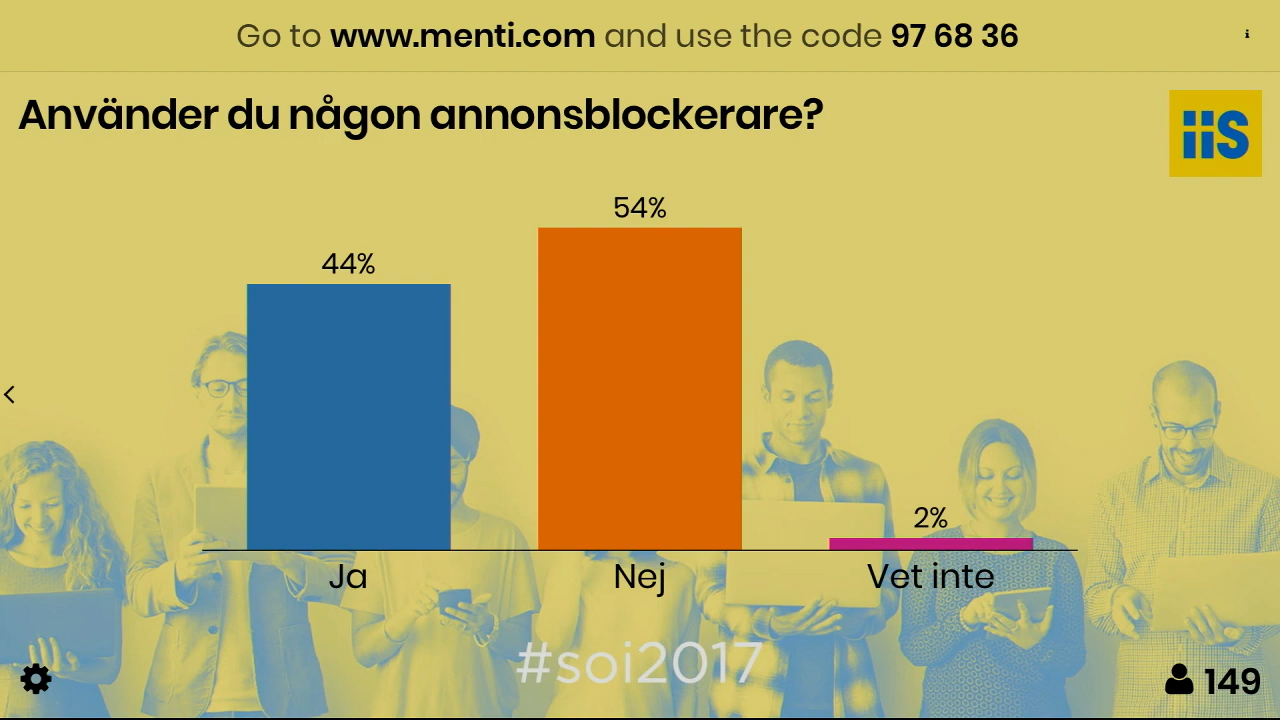 Go to www.menti.com and use the code 97 68 36
Använder du någon annonsblockerare?
iis
54%
44%
2%
Ja
Nej
Vet inte
#soi2017
149